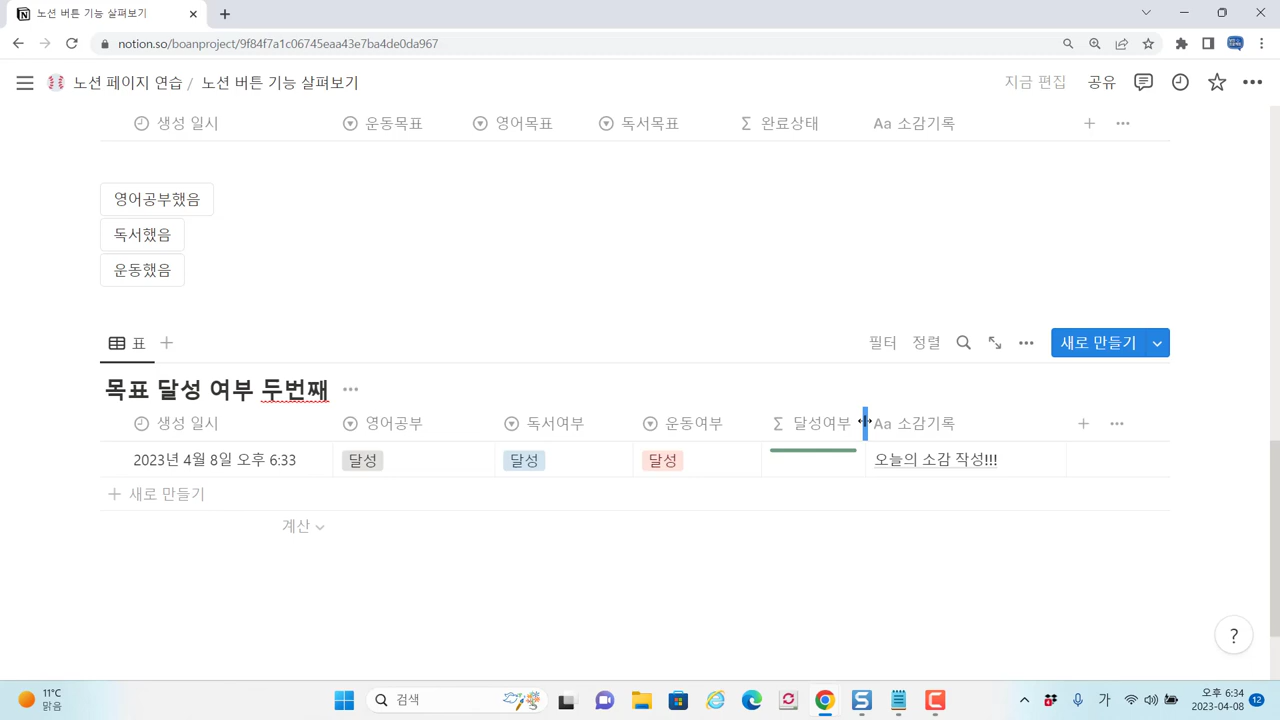 노션 버튼 기능 살펴보기
notion.so/boanproject/9f84f7a1c06745eaa43e7ba4de0da967
노션 페이지 연습 / 노션 버튼 기능 살펴보기 지금 편집 공유
생성 일시 운동목표 영어목표 독서목표 Σ 완료상태 Aa 소감기록
영어공부했음
독서했음
운동했음
표 필터 정렬 새로 만들기
목표 달성 여부 두번째
생성 일시 영어공부 독서여부 운동여부 Σ 달성여부 Aa 소감기록
2023년 4월 8일 오후 6:33 달성 달성 달성 오늘의 소감 작성!!!
+ 새로 만들기
계산
?
11°C
맑음
검색
가
오후 6:34
2023-04-08
12